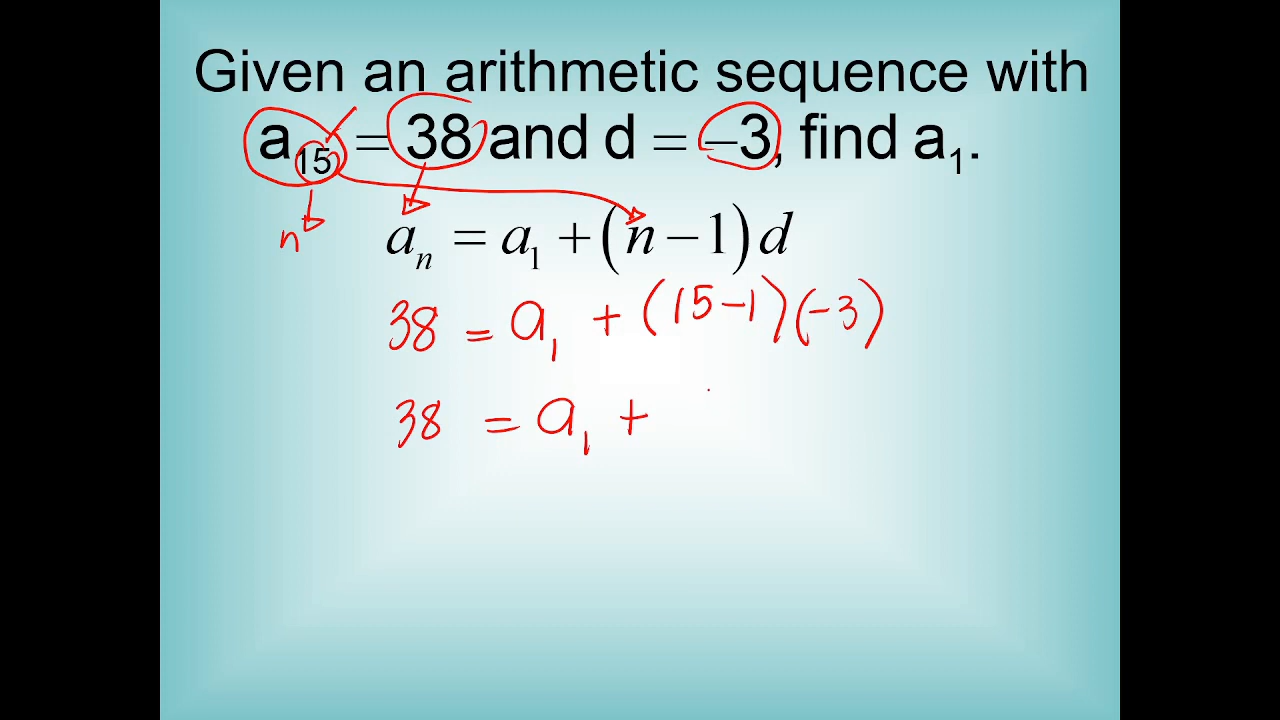 Given an arithmetic sequence with
a₁₅ = 38 and d = −3, find a₁.
n
aₙ = a₁ + (n − 1) d
38 = a₁ + (15 − 1)(−3)
38 = a₁ +